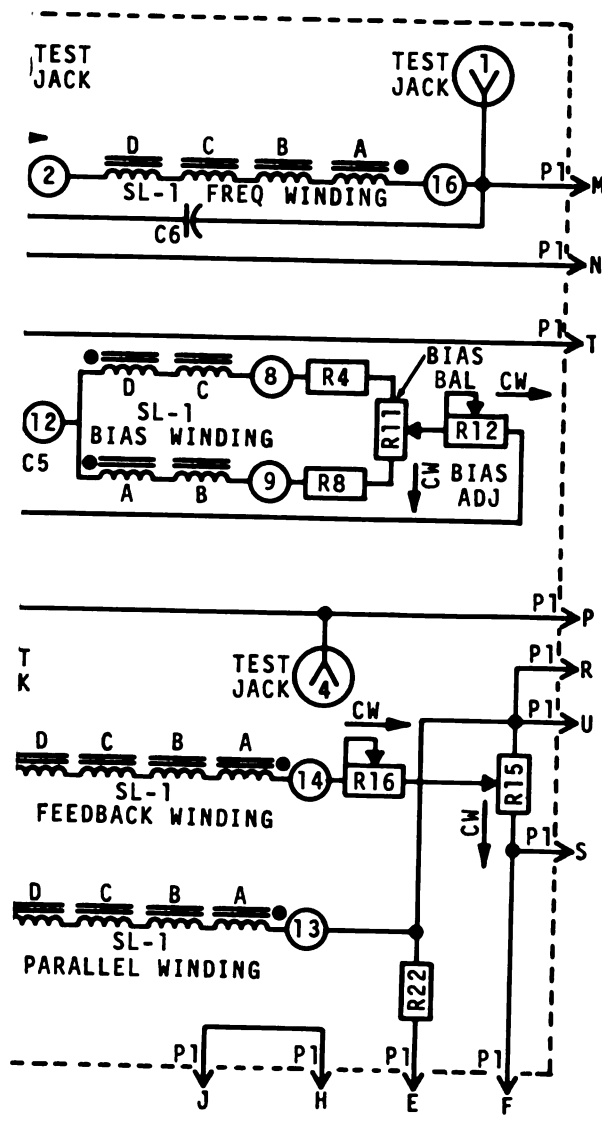 TEST
JACK
TEST
JACK
1
D C B A
2
16
P1 M
SL-1 FREQ WINDING
C6
P1 N
P1 T
BIAS
BAL
CW
D C
8
R4
12
SL-1
BIAS WINDING
R11
R12
C5
A B
9
R8
CW
BIAS
ADJ
P1 P
T
K
TEST
JACK
4
P1 R
CW
P1 U
D C B A
14
R16
R15
SL-1
FEEDBACK WINDING
CW
P1 S
D C B A
13
SL-1
PARALLEL WINDING
R22
P1 P1 P1 P1
J H E F